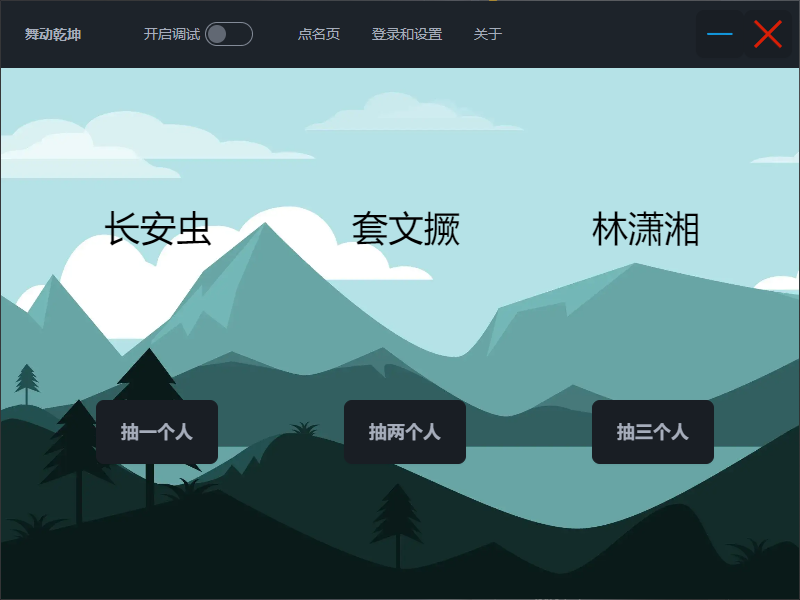 舞动乾坤 开启调试 点名页 登录和设置 关于
长安虫 套文撅 林潇湘
抽一个人 抽两个人 抽三个人